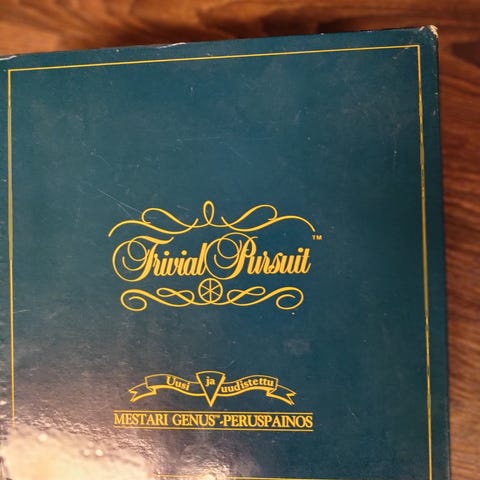 Trivial Pursuit™
Uusi ja uudistettu
MESTARI GENUS™-PERUSPAINOS